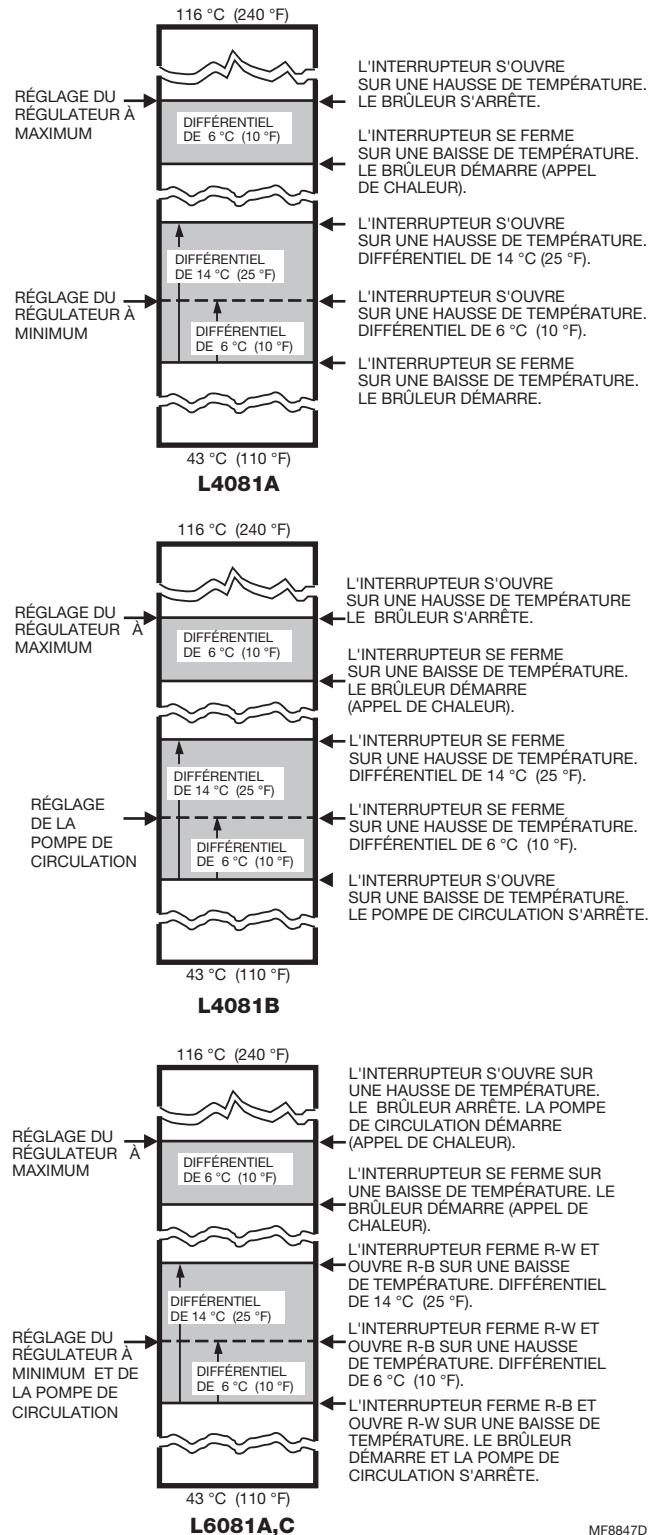 116 °C (240 °F)
RÉGLAGE DU
RÉGULATEUR À
MAXIMUM
DIFFÉRENTIEL
DE 6 °C (10 °F)
L'INTERRUPTEUR S'OUVRE
SUR UNE HAUSSE DE TEMPÉRATURE.
LE BRÛLEUR S'ARRÊTE.
L'INTERRUPTEUR SE FERME
SUR UNE BAISSE DE TEMPÉRATURE.
LE BRÛLEUR DÉMARRE (APPEL
DE CHALEUR).
DIFFÉRENTIEL
DE 14 °C (25 °F)
L'INTERRUPTEUR S'OUVRE
SUR UNE HAUSSE DE TEMPÉRATURE.
DIFFÉRENTIEL DE 14 °C (25 °F).
RÉGLAGE DU
RÉGULATEUR À
MINIMUM
DIFFÉRENTIEL
DE 6 °C (10 °F)
L'INTERRUPTEUR S'OUVRE
SUR UNE HAUSSE DE TEMPÉRATURE.
DIFFÉRENTIEL DE 6 °C (10 °F).
L'INTERRUPTEUR SE FERME
SUR UNE BAISSE DE TEMPÉRATURE.
LE BRÛLEUR DÉMARRE.
43 °C (110 °F)
L4081A
116 °C (240 °F)
RÉGLAGE DU
RÉGULATEUR À
MAXIMUM
DIFFÉRENTIEL
DE 6 °C (10 °F)
L'INTERRUPTEUR S'OUVRE
SUR UNE HAUSSE DE TEMPÉRATURE
LE BRÛLEUR S'ARRÊTE.
L'INTERRUPTEUR SE FERME
SUR UNE BAISSE DE TEMPÉRATURE.
LE BRÛLEUR DÉMARRE
(APPEL DE CHALEUR).
DIFFÉRENTIEL
DE 14 °C (25 °F)
L'INTERRUPTEUR SE FERME
SUR UNE HAUSSE DE TEMPÉRATURE.
DIFFÉRENTIEL DE 14 °C (25 °F).
RÉGLAGE
DE LA
POMPE DE
CIRCULATION
DIFFÉRENTIEL
DE 6 °C (10 °F)
L'INTERRUPTEUR SE FERME
SUR UNE HAUSSE DE TEMPÉRATURE.
DIFFÉRENTIEL DE 6 °C (10 °F).
L'INTERRUPTEUR S'OUVRE
SUR UNE BAISSE DE TEMPÉRATURE.
LE POMPE DE CIRCULATION S'ARRÊTE.
43 °C (110 °F)
L4081B
116 °C (240 °F)
RÉGLAGE DU
RÉGULATEUR À
MAXIMUM
DIFFÉRENTIEL
DE 6 °C (10 °F)
L'INTERRUPTEUR S'OUVRE SUR
UNE HAUSSE DE TEMPÉRATURE.
LE BRÛLEUR ARRÊTE. LA POMPE
DE CIRCULATION DÉMARRE
(APPEL DE CHALEUR).
L'INTERRUPTEUR SE FERME SUR
UNE BAISSE DE TEMPÉRATURE. LE
BRÛLEUR DÉMARRE (APPEL DE
CHALEUR).
DIFFÉRENTIEL
DE 14 °C (25 °F)
L'INTERRUPTEUR FERME R-W ET
OUVRE R-B SUR UNE BAISSE
DE TEMPÉRATURE. DIFFÉRENTIEL
DE 14 °C (25 °F).
RÉGLAGE DU
RÉGULATEUR À
MINIMUM ET DE
LA POMPE DE
CIRCULATION
DIFFÉRENTIEL
DE 6 °C (10 °F)
L'INTERRUPTEUR FERME R-W ET
OUVRE R-B SUR UNE HAUSSE
DE TEMPÉRATURE. DIFFÉRENTIEL
DE 6 °C (10 °F).
L'INTERRUPTEUR FERME R-B ET
OUVRE R-W SUR UNE BAISSE DE
TEMPÉRATURE. LE BRÛLEUR
DÉMARRE ET LA POMPE DE
CIRCULATION S'ARRÊTE.
43 °C (110 °F)
L6081A,C
MF8847D